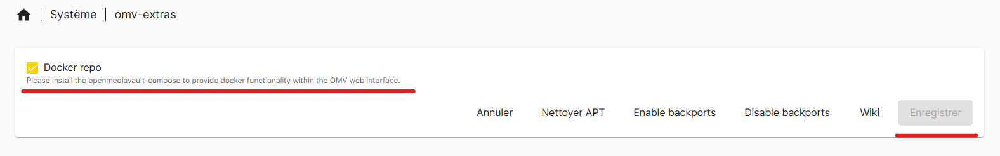 Système
omv-extras
Docker repo
Please install the openmediavault-compose to provide docker functionality within the OMV web interface.
Annuler
Nettoyer APT
Enable backports
Disable backports
Wiki
Enregistrer